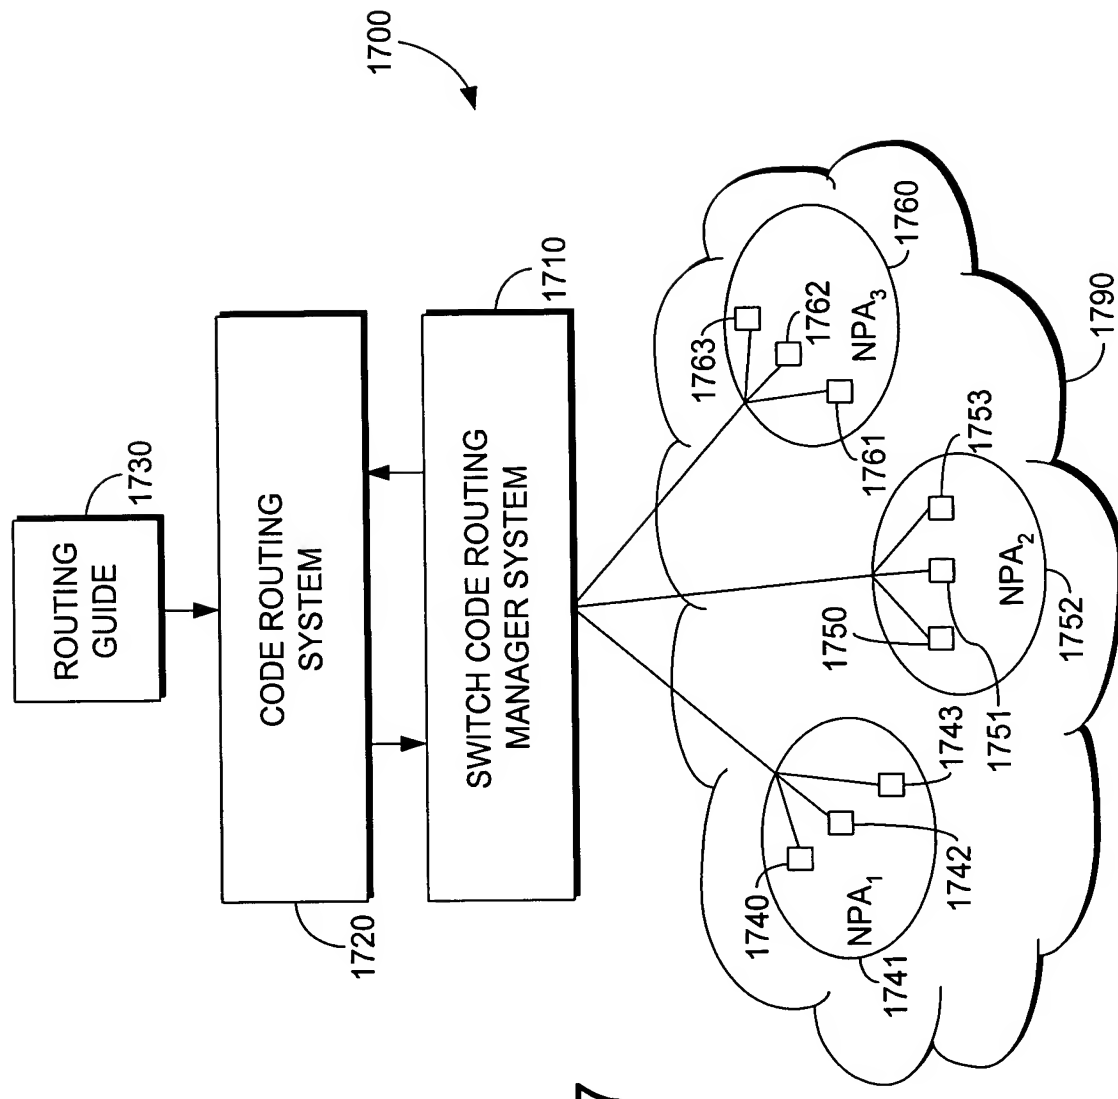 1700
ROUTING
GUIDE
1730
CODE ROUTING
SYSTEM
1720
SWITCH CODE ROUTING
MANAGER SYSTEM
1710
1740
NPA1
1741
1742
1743
1750
1751
NPA2
1752
1753
1763
1762
NPA3
1761
1760
1790
7